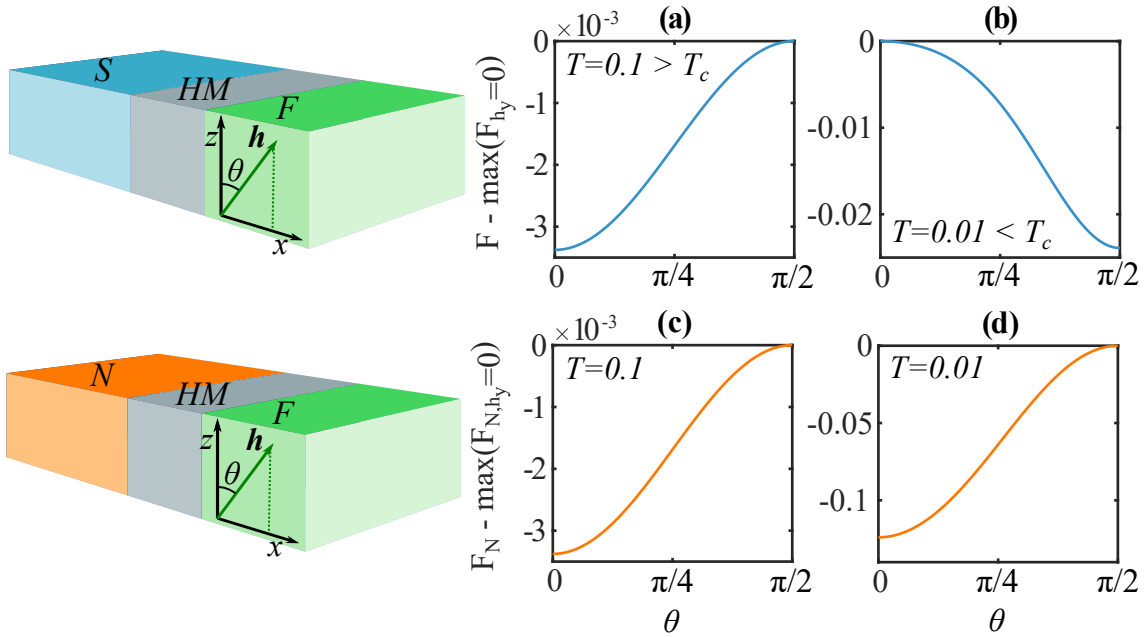 S
HM
F
z
h
θ
x
(a)
×10⁻³
F - max(F_{h_y}=0)
0
-1
-2
-3
T=0.1 > T_c
0
π/4
π/2
(b)
0
-0.01
-0.02
T=0.01 < T_c
0
π/4
π/2
N
HM
F
z
h
θ
x
(c)
×10⁻³
F_N - max(F_{N,h_y}=0)
0
-1
-2
-3
T=0.1
0
π/4
π/2
θ
(d)
0
-0.05
-0.1
T=0.01
0
π/4
π/2
θ